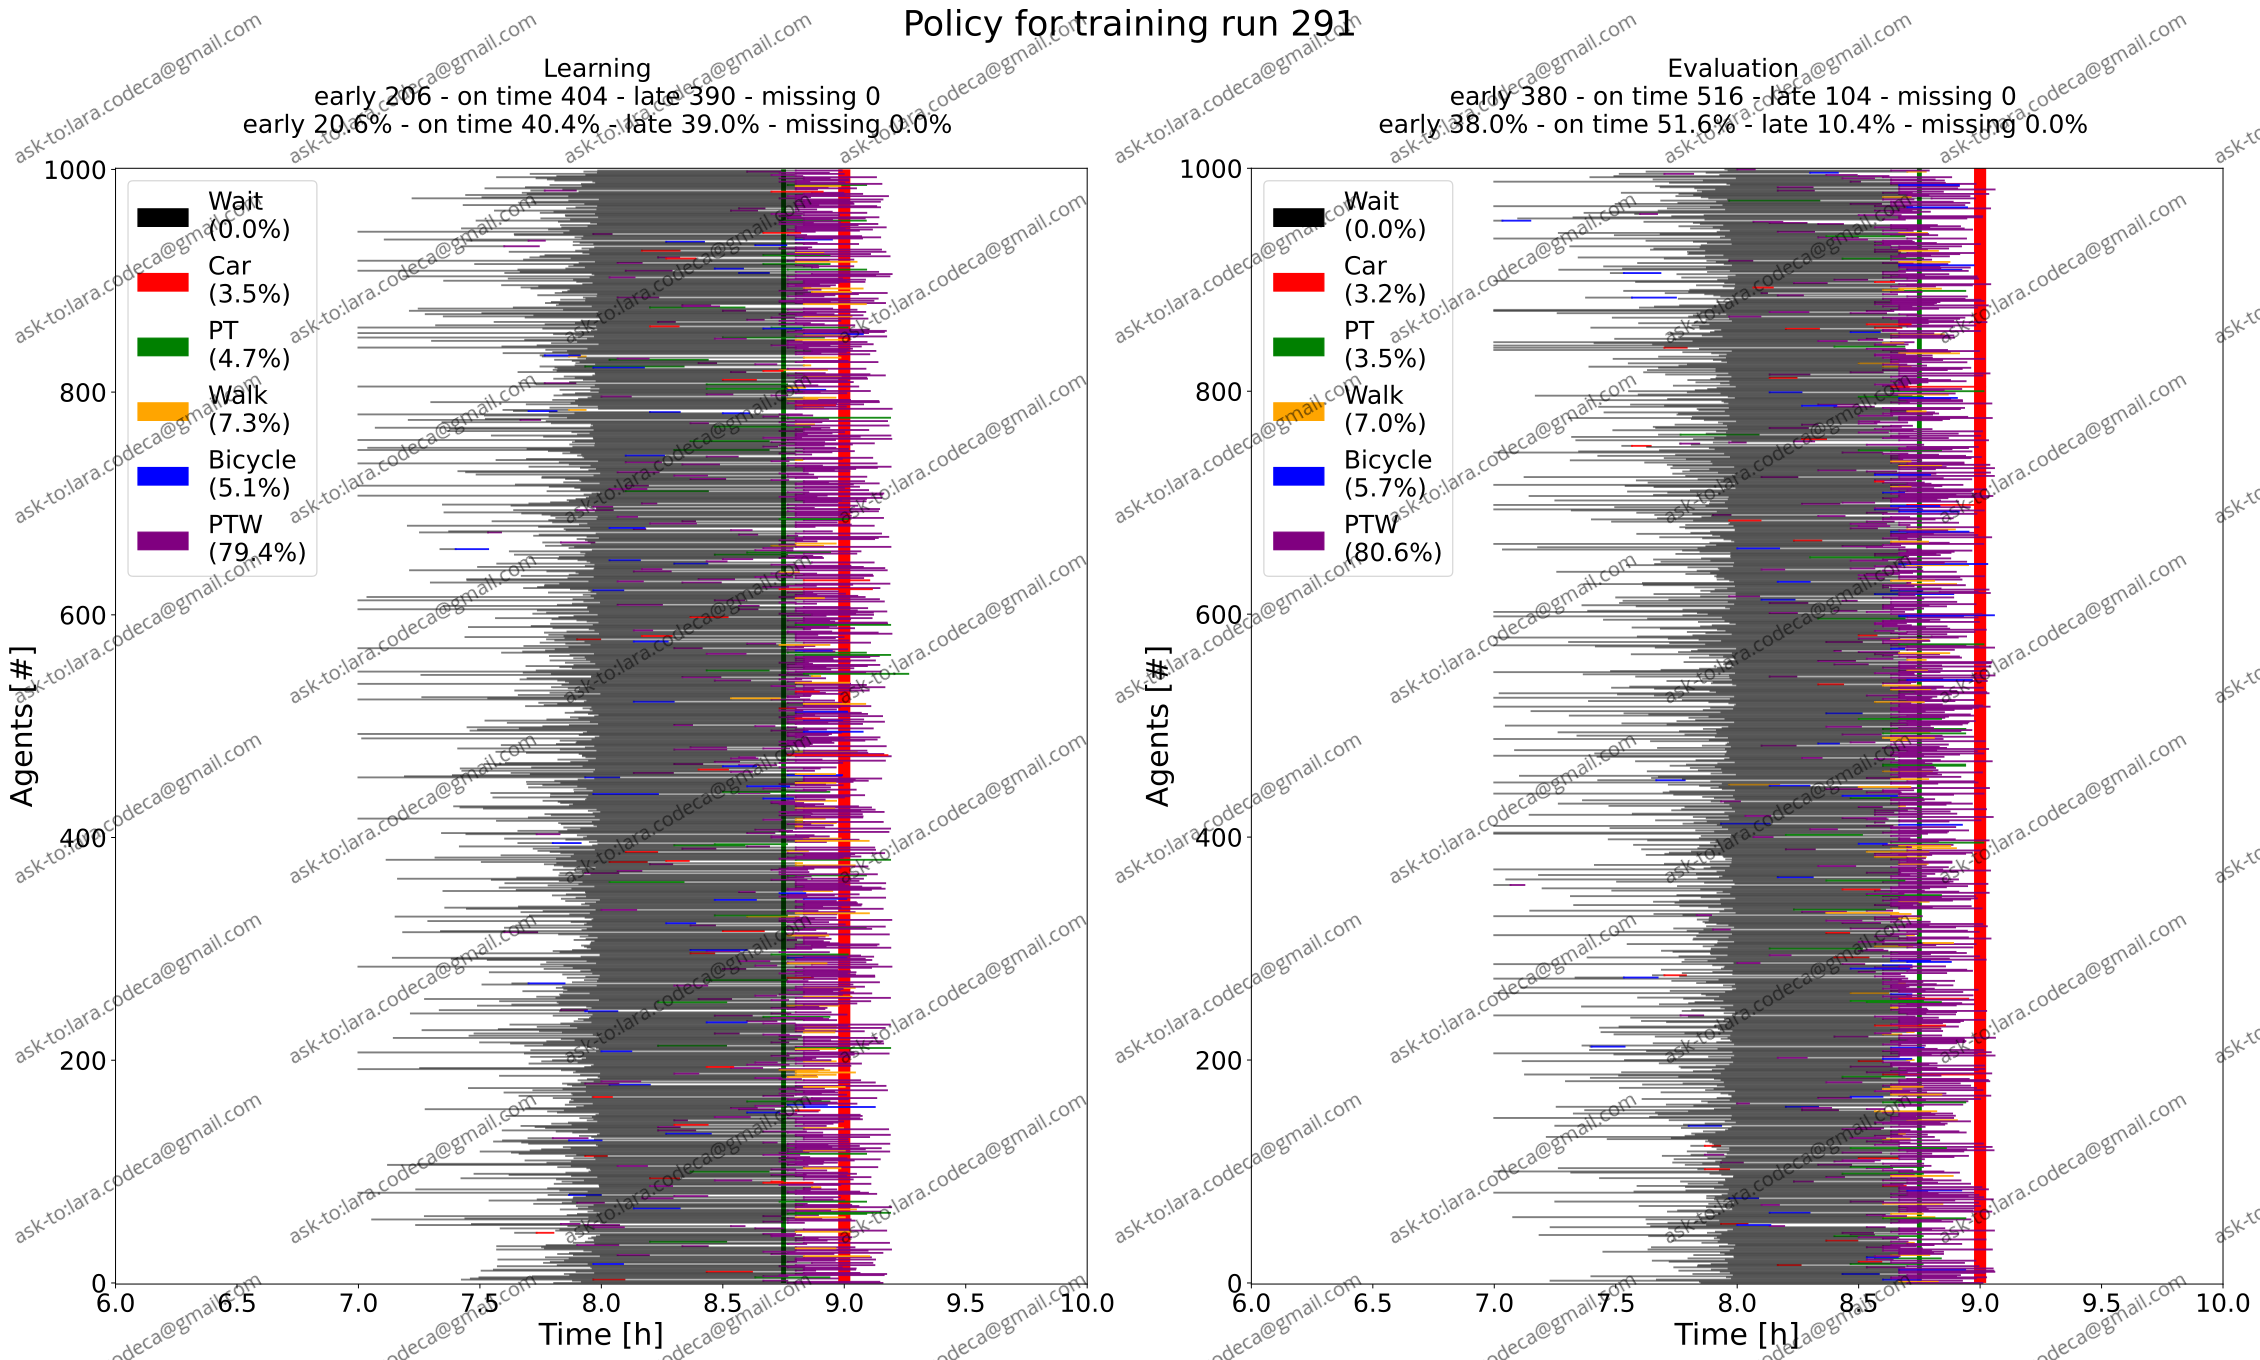 Policy for training run 291
Learning
early 206 - on time 404 - late 390 - missing 0
early 20.6% - on time 40.4% - late 39.0% - missing 0.0%
Agents [#]
1000
800
600
400
200
0
Wait
(0.0%)
Car
(3.5%)
PT
(4.7%)
Walk
(7.3%)
Bicycle
(5.1%)
PTW
(79.4%)
6.0 6.5 7.0 7.5 8.0 8.5 9.0 9.5 10.0
Time [h]
Evaluation
early 380 - on time 516 - late 104 - missing 0
early 38.0% - on time 51.6% - late 10.4% - missing 0.0%
Agents [#]
1000
800
600
400
200
0
Wait
(0.0%)
Car
(3.2%)
PT
(3.5%)
Walk
(7.0%)
Bicycle
(5.7%)
PTW
(80.6%)
6.0 6.5 7.0 7.5 8.0 8.5 9.0 9.5 10.0
Time [h]
ask-to:lara.codeca@gmail.com